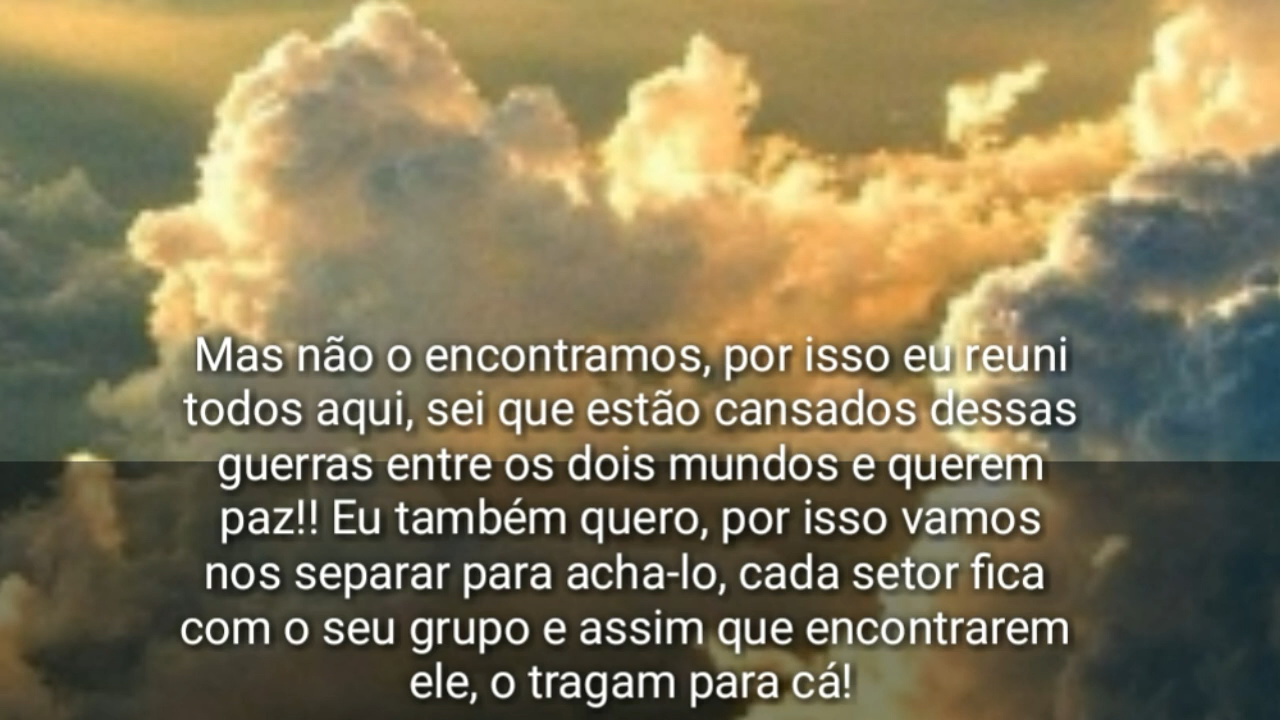 Mas não o encontramos, por isso eu reuni
todos aqui, sei que estão cansados dessas
guerras entre os dois mundos e querem
paz!! Eu também quero, por isso vamos
nos separar para acha-lo, cada setor fica
com o seu grupo e assim que encontrarem
ele, o tragam para cá!